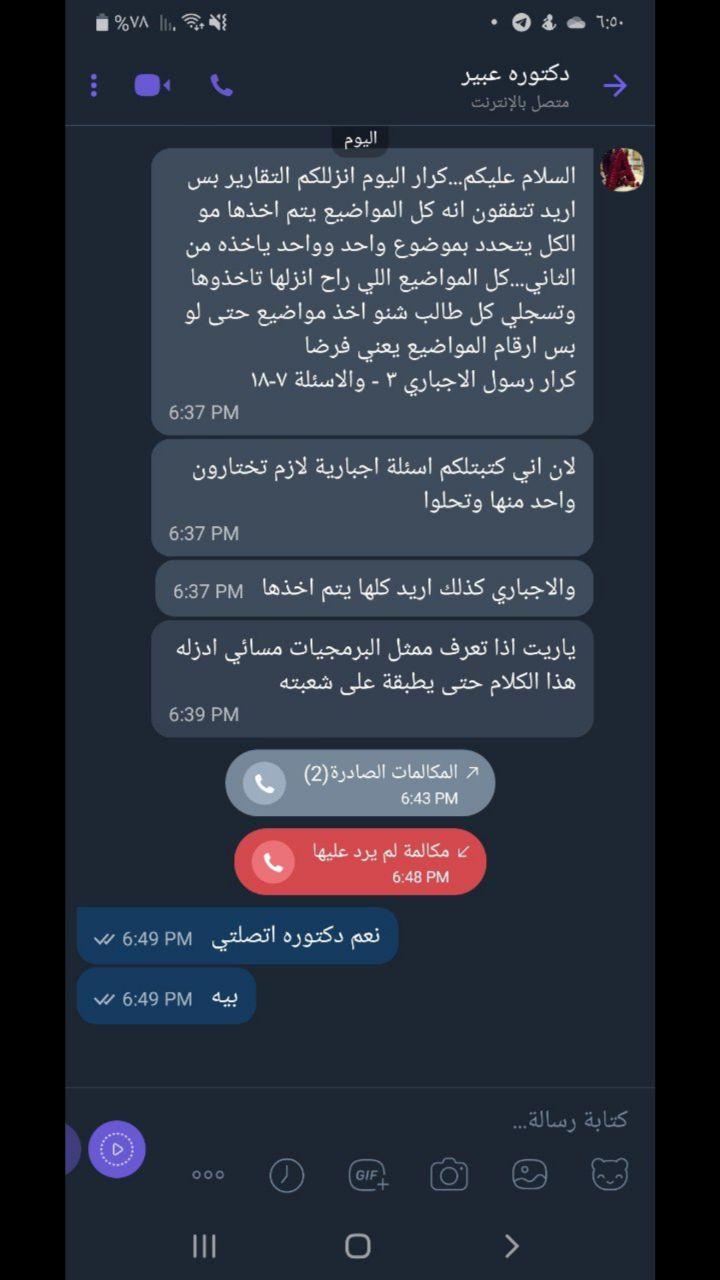 ٦:٥٠
%٧٨
دكتوره عبير
متصل بالإنترنت
اليوم
السلام عليكم...كرار اليوم انزللكم التقارير بس
اريد تتفقون انه كل المواضيع يتم اخذها مو
الكل يتحدد بموضوع واحد وواحد ياخذه من
الثاني...كل المواضيع اللي راح انزلها تاخذوها
وتسجلي كل طالب شنو اخذ مواضيع حتى لو
بس ارقام المواضيع يعني فرضا
كرار رسول الاجباري ٣ - والاسئلة ٧-١٨
6:37 PM
لان اني كتبتلكم اسئلة اجبارية لازم تختارون
واحد منها وتحلوا
6:37 PM
والاجباري كذلك اريد كلها يتم اخذها 6:37 PM
ياريت اذا تعرف ممثل البرمجيات مسائي ادزله
هذا الكلام حتى يطبقة على شعبته
6:39 PM
المكالمات الصادرة(2)
6:43 PM
مكالمة لم يرد عليها
6:48 PM
نعم دكتوره اتصلتي 6:49 PM
بيه 6:49 PM
كتابة رسالة...
GIF